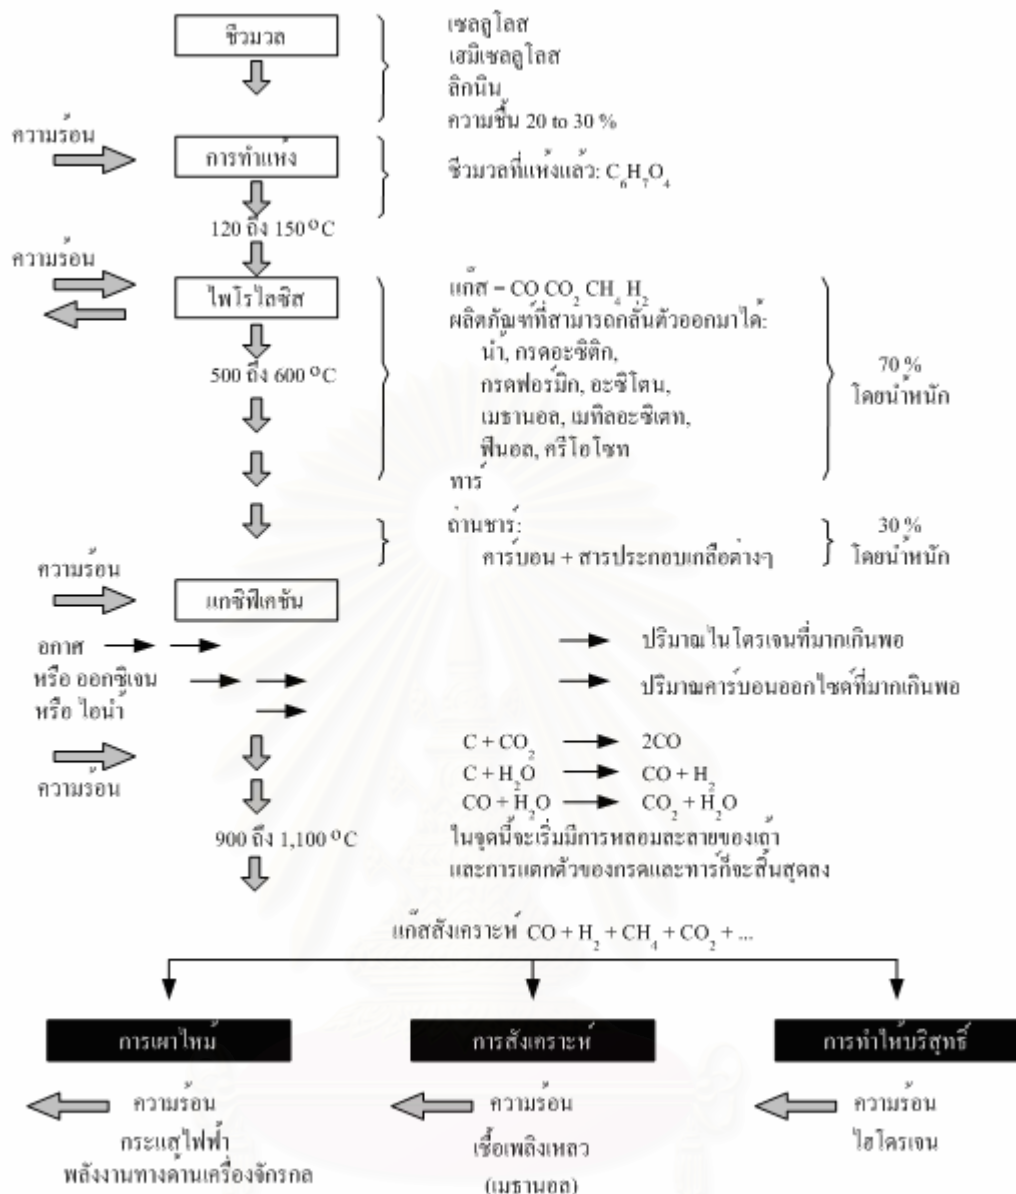 ชีวมวล
เซลลูโลส
เฮมิเซลลูโลส
ลิกนิน
ความชื้น 20 to 30 %
ความร้อน
การทำแห้ง
ชีวมวลที่แห้งแล้ว: C₆H₇O₄
120 ถึง 150 °C
ความร้อน
ไพโรไลซิส
แก๊ส = CO CO₂ CH₄ H₂
ผลิตภัณฑ์ที่สามารถกลั่นตัวออกมาได้:
น้ำ, กรดอะซิติก,
กรดฟอร์มิก, อะซิโตน,
เมธานอล, เมทิลอะซิเตท,
ฟีนอล, ครีโอโซท
ทาร์
70 %
โดยน้ำหนัก
500 ถึง 600 °C
ถ่านชาร์:
คาร์บอน + สารประกอบเกลือต่างๆ
30 %
โดยน้ำหนัก
ความร้อน
แกซิฟิเคชัน
อกาศ
ปริมาณไนโตรเจนที่มากเกินพอ
หรือ ออกซิเจน
ปริมาณคาร์บอนออกไซด์ที่มากเกินพอ
หรือ ไอน้ำ
ความร้อน
C + CO₂ → 2CO
C + H₂O → CO + H₂
CO + H₂O → CO₂ + H₂O
900 ถึง 1,100 °C
ในจุดนี้จะเริ่มมีการหลอมละลายของเถ้า
และการแตกตัวของกรดและทาร์ก็จะสิ้นสุดลง
แก๊สสังเคราะห์ CO + H₂ + CH₄ + CO₂ + ...
การเผาไหม้
การสังเคราะห์
การทำให้บริสุทธิ์
ความร้อน
กระแสไฟฟ้า
พลังงานทางด้านเครื่องจักรกล
ความร้อน
เชื้อเพลิงเหลว
(เมธานอล)
ความร้อน
ไฮโดรเจน